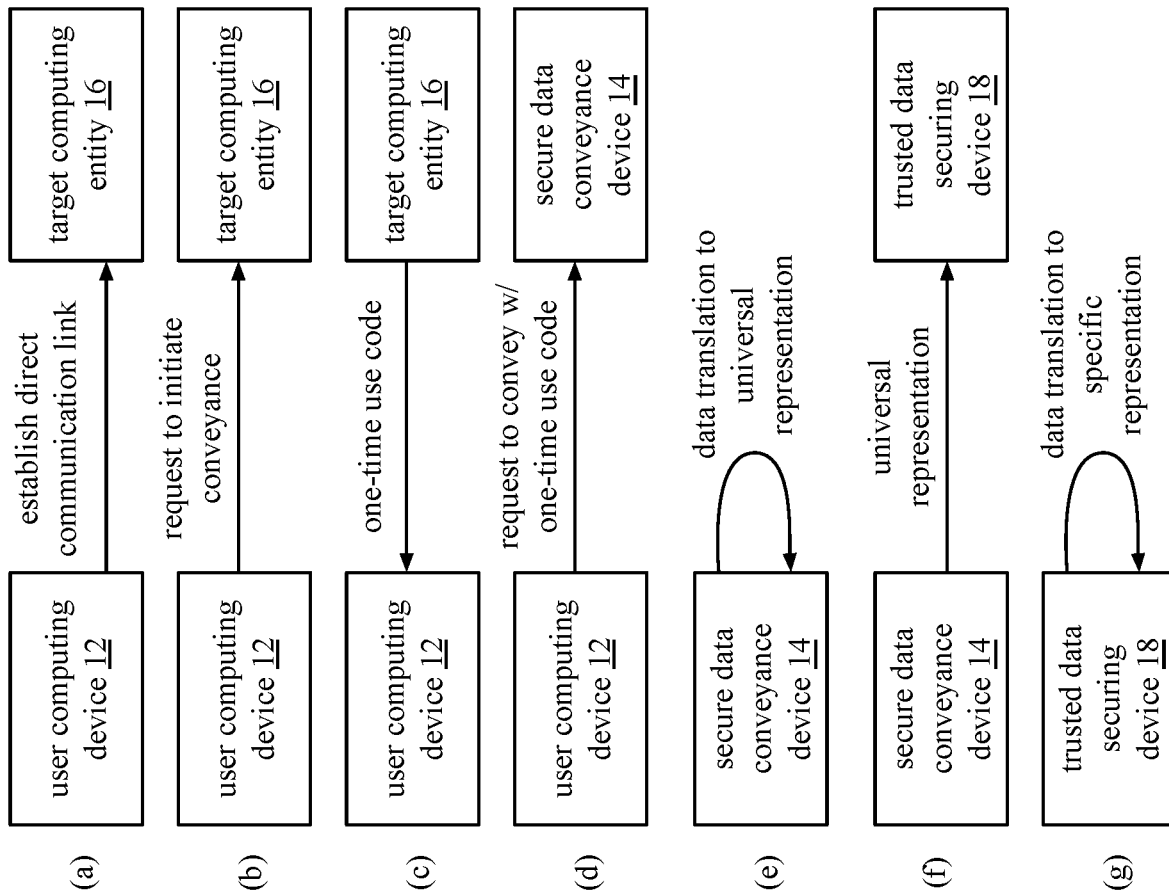 (a)
user computing
device 12
establish direct
communication link
target computing
entity 16
(b)
user computing
device 12
request to initiate
conveyance
target computing
entity 16
(c)
user computing
device 12
one-time use code
target computing
entity 16
(d)
user computing
device 12
request to convey w/
one-time use code
secure data
conveyance
device 14
(e)
secure data
conveyance
device 14
data translation to
universal
representation
(f)
secure data
conveyance
device 14
universal
representation
trusted data
securing
device 18
(g)
trusted data
securing
device 18
data translation to
specific
representation